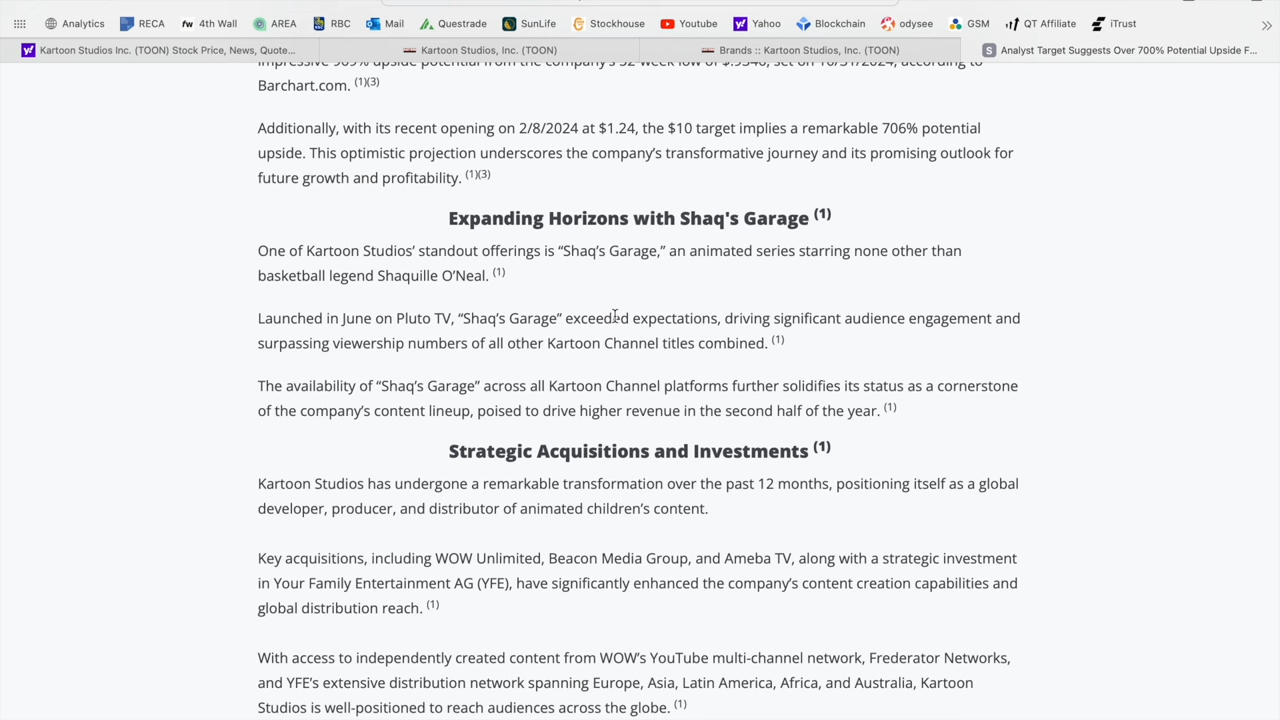 Analytics RECA fw 4th Wall AREA RBC Mail Questrade SunLife Stockhouse Youtube Yahoo Blockchain odysee GSM QT Affiliate iTrust
Kartoon Studios Inc. (TOON) Stock Price, News, Quote... Kartoon Studios, Inc. (TOON) Brands :: Kartoon Studios, Inc. (TOON) S Analyst Target Suggests Over 700% Potential Upside F...
impressive 969% upside potential from the company's 52-week low of $.9546, set on 10/31/2024, according to
Barchart.com. (1)(3)
Additionally, with its recent opening on 2/8/2024 at $1.24, the $10 target implies a remarkable 706% potential
upside. This optimistic projection underscores the company's transformative journey and its promising outlook for
future growth and profitability. (1)(3)
Expanding Horizons with Shaq's Garage (1)
One of Kartoon Studios' standout offerings is “Shaq's Garage,” an animated series starring none other than
basketball legend Shaquille O'Neal. (1)
Launched in June on Pluto TV, “Shaq's Garage” exceeded expectations, driving significant audience engagement and
surpassing viewership numbers of all other Kartoon Channel titles combined. (1)
The availability of “Shaq's Garage” across all Kartoon Channel platforms further solidifies its status as a cornerstone
of the company's content lineup, poised to drive higher revenue in the second half of the year. (1)
Strategic Acquisitions and Investments (1)
Kartoon Studios has undergone a remarkable transformation over the past 12 months, positioning itself as a global
developer, producer, and distributor of animated children's content.
Key acquisitions, including WOW Unlimited, Beacon Media Group, and Ameba TV, along with a strategic investment
in Your Family Entertainment AG (YFE), have significantly enhanced the company's content creation capabilities and
global distribution reach. (1)
With access to independently created content from WOW's YouTube multi-channel network, Frederator Networks,
and YFE's extensive distribution network spanning Europe, Asia, Latin America, Africa, and Australia, Kartoon
Studios is well-positioned to reach audiences across the globe. (1)